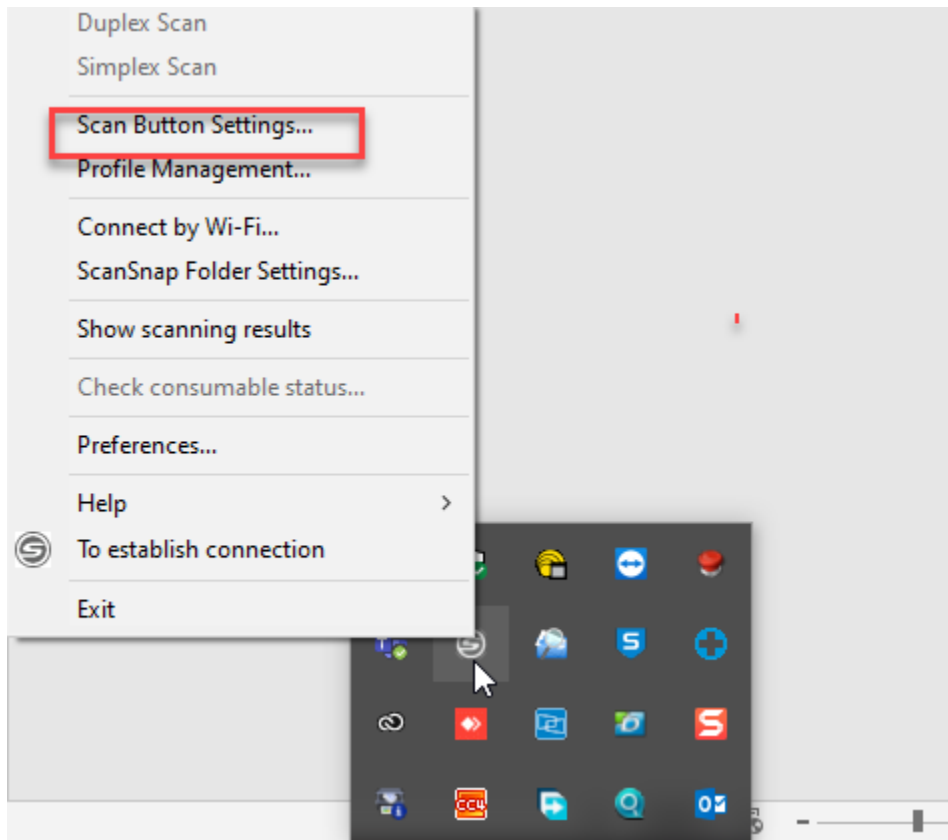 Duplex Scan
Simplex Scan
Scan Button Settings...
Profile Management...
Connect by Wi-Fi...
ScanSnap Folder Settings...
Show scanning results
Check consumable status...
Preferences...
Help
To establish connection
Exit
CC4